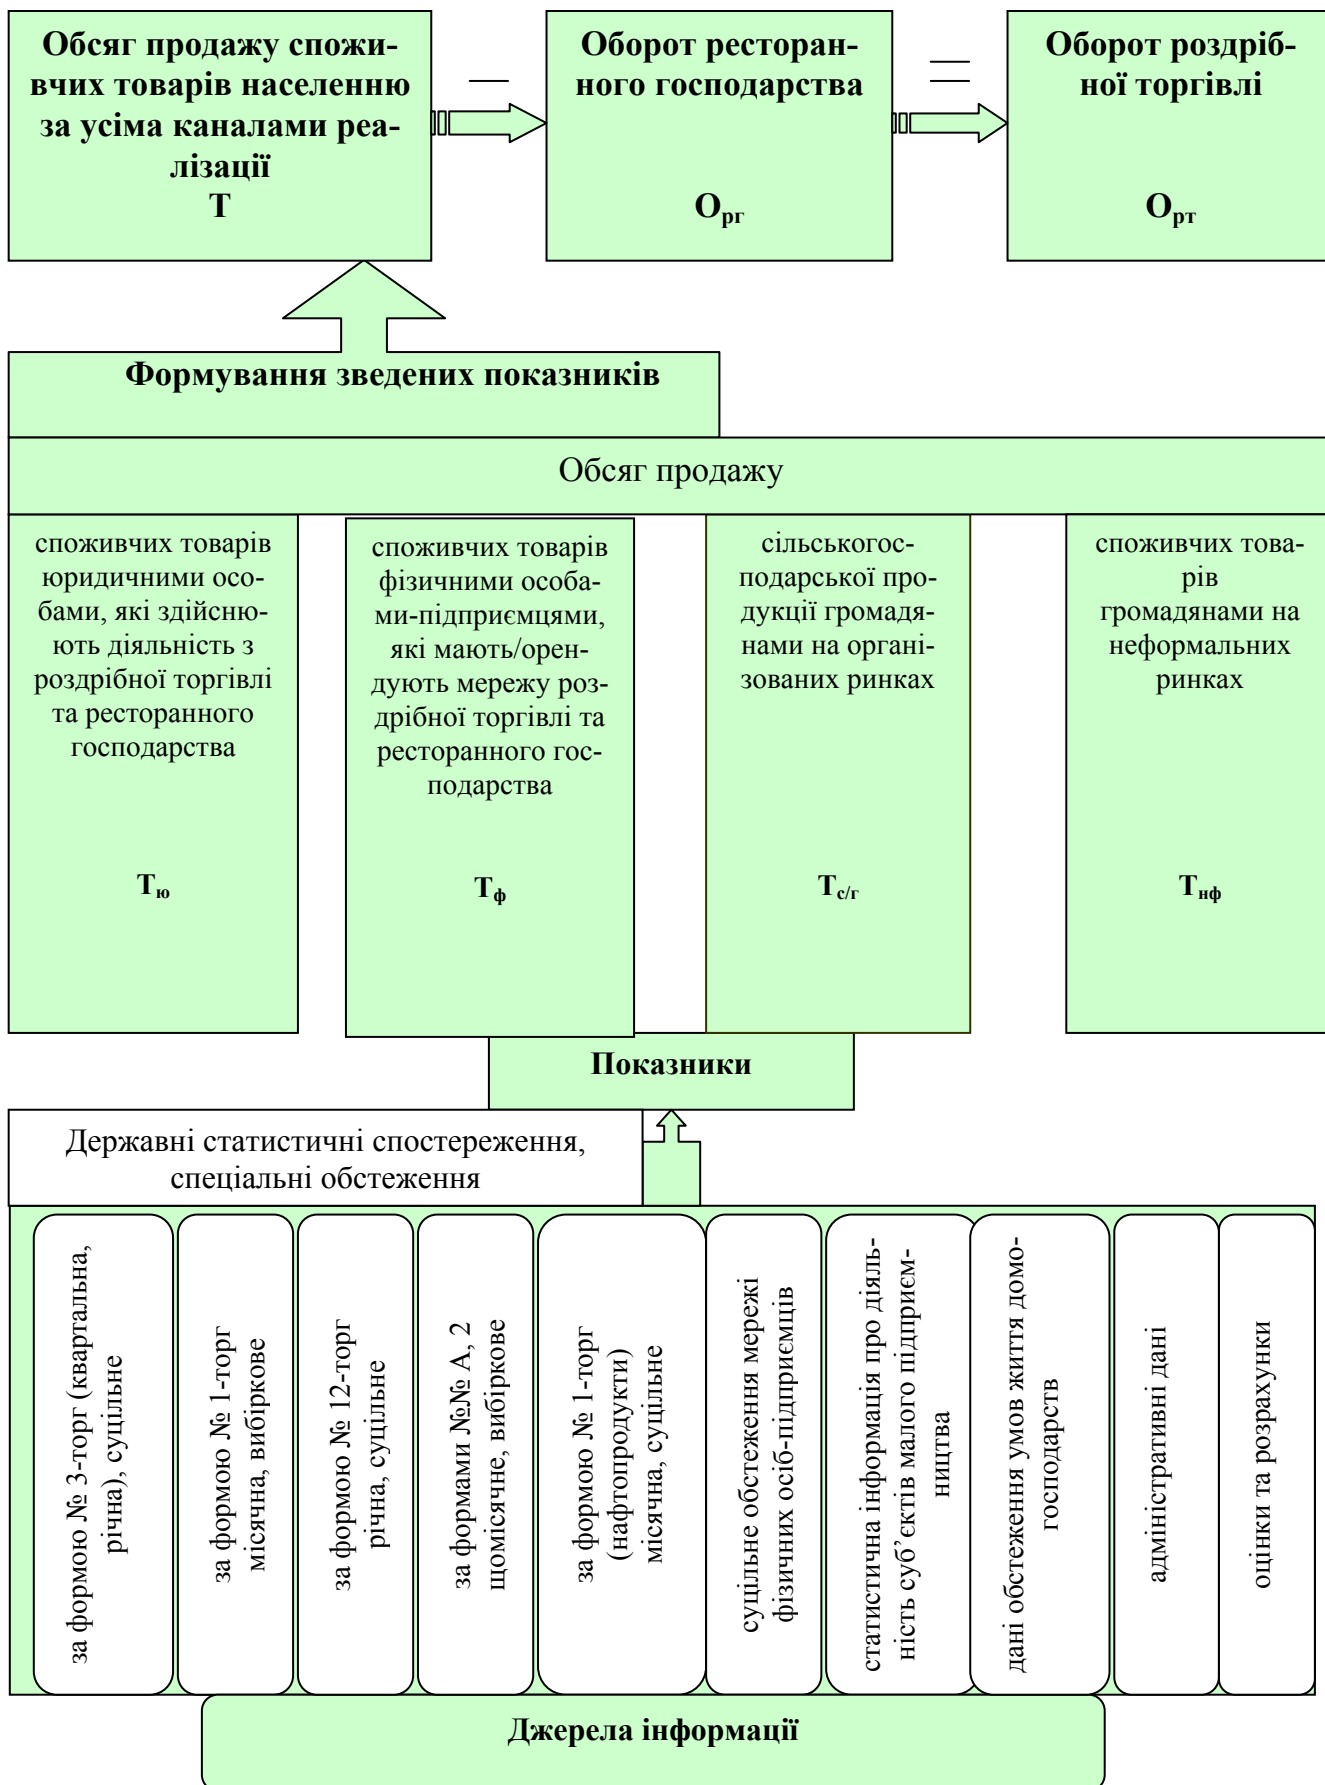 Обсяг продажу спожи-
вчих товарів населенню
за усіма каналами реа-
лізації
Т
—
Оборот ресторан-
ного господарства
Орг
=
Оборот роздріб-
ної торгівлі
Орт
Формування зведених показників
Обсяг продажу
споживчих товарів
юридичними осо-
бами, які здійсню-
ють діяльність з
роздрібної торгівлі
та ресторанного
господарства
Тю
споживчих товарів
фізичними особа-
ми-підприємцями,
які мають/орен-
дують мережу роз-
дрібної торгівлі та
ресторанного гос-
подарства
Тф
сільськогос-
подарської про-
дукції громадя-
нами на органі-
зованих ринках
Тс/г
споживчих това-
рів
громадянами на
неформальних
ринках
Тнф
Показники
Державні статистичні спостереження,
спеціальні обстеження
за формою № 3-торг (квартальна,
річна), суцільне
за формою № 1-торг
місячна, вибіркове
за формою № 12-торг
річна, суцільне
за формами №№ А, 2
щомісячне, вибіркове
за формою № 1-торг
(нафтопродукти)
місячна, суцільне
суцільне обстеження мережі
фізичних осіб-підприємців
статистична інформація про діяль-
ність суб’єктів малого підприєм-
ництва
дані обстеження умов життя домо-
господарств
адміністративні дані
оцінки та розрахунки
Джерела інформації